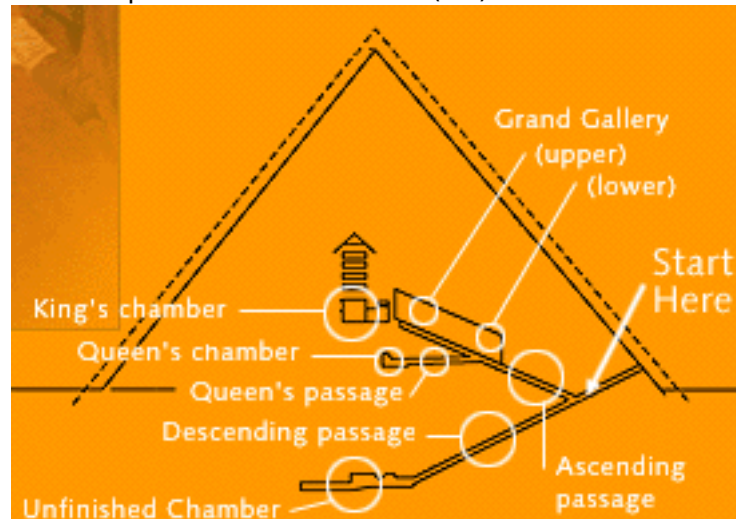 Grand Gallery
(upper)
(lower)
Start
Here
King's chamber
Queen's chamber
Queen's passage
Descending passage
Ascending
passage
Unfinished Chamber